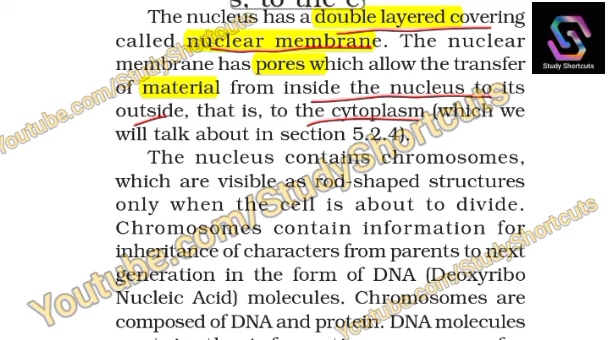 The nucleus has a double layered covering
called nuclear membrane. The nuclear
membrane has pores which allow the transfer
of material from inside the nucleus to its
outside, that is, to the cytoplasm (which we
will talk about in section 5.2.4).
The nucleus contains chromosomes,
which are visible as rod-shaped structures
only when the cell is about to divide.
Chromosomes contain information for
inheritance of characters from parents to next
generation in the form of DNA (Deoxyribo
Nucleic Acid) molecules. Chromosomes are
composed of DNA and protein. DNA molecules
Study Shortcuts
Youtube.com/StudyShortcuts
Youtube.com/StudyShortcuts